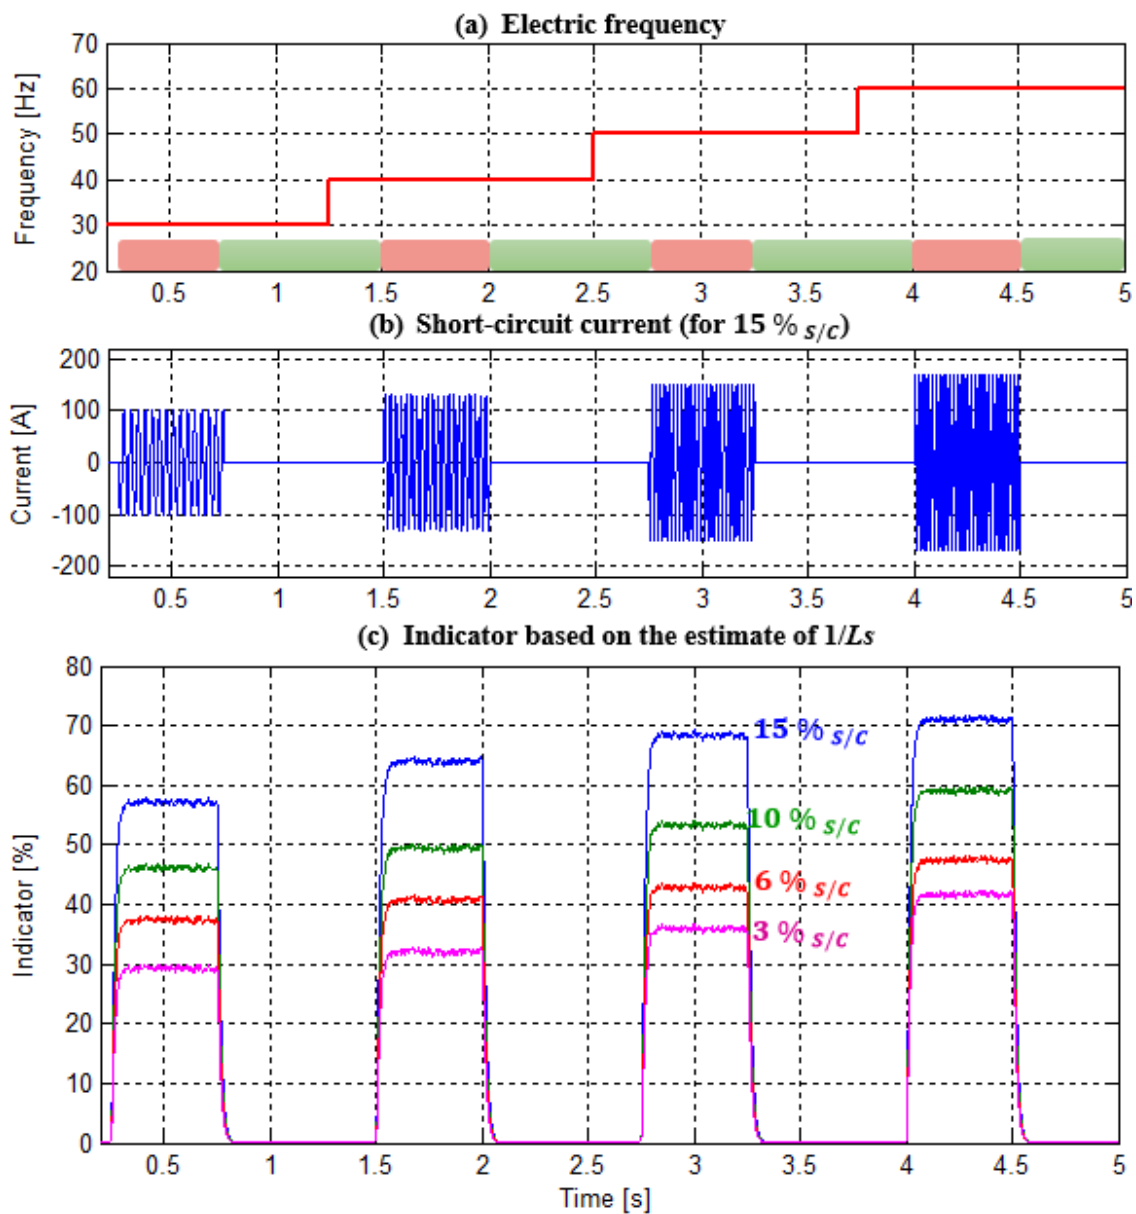 (a) Electric frequency
Frequency [Hz]
70
60
50
40
30
20
0.5 1 1.5 2 2.5 3 3.5 4 4.5 5
(b) Short-circuit current (for 15 % s/c)
Current [A]
200
100
0
-100
-200
0.5 1 1.5 2 2.5 3 3.5 4 4.5 5
(c) Indicator based on the estimate of 1/Ls
Indicator [%]
80
70
60
50
40
30
20
10
0
15 % s/c
10 % s/c
6 % s/c
3 % s/c
0.5 1 1.5 2 2.5 3 3.5 4 4.5 5
Time [s]